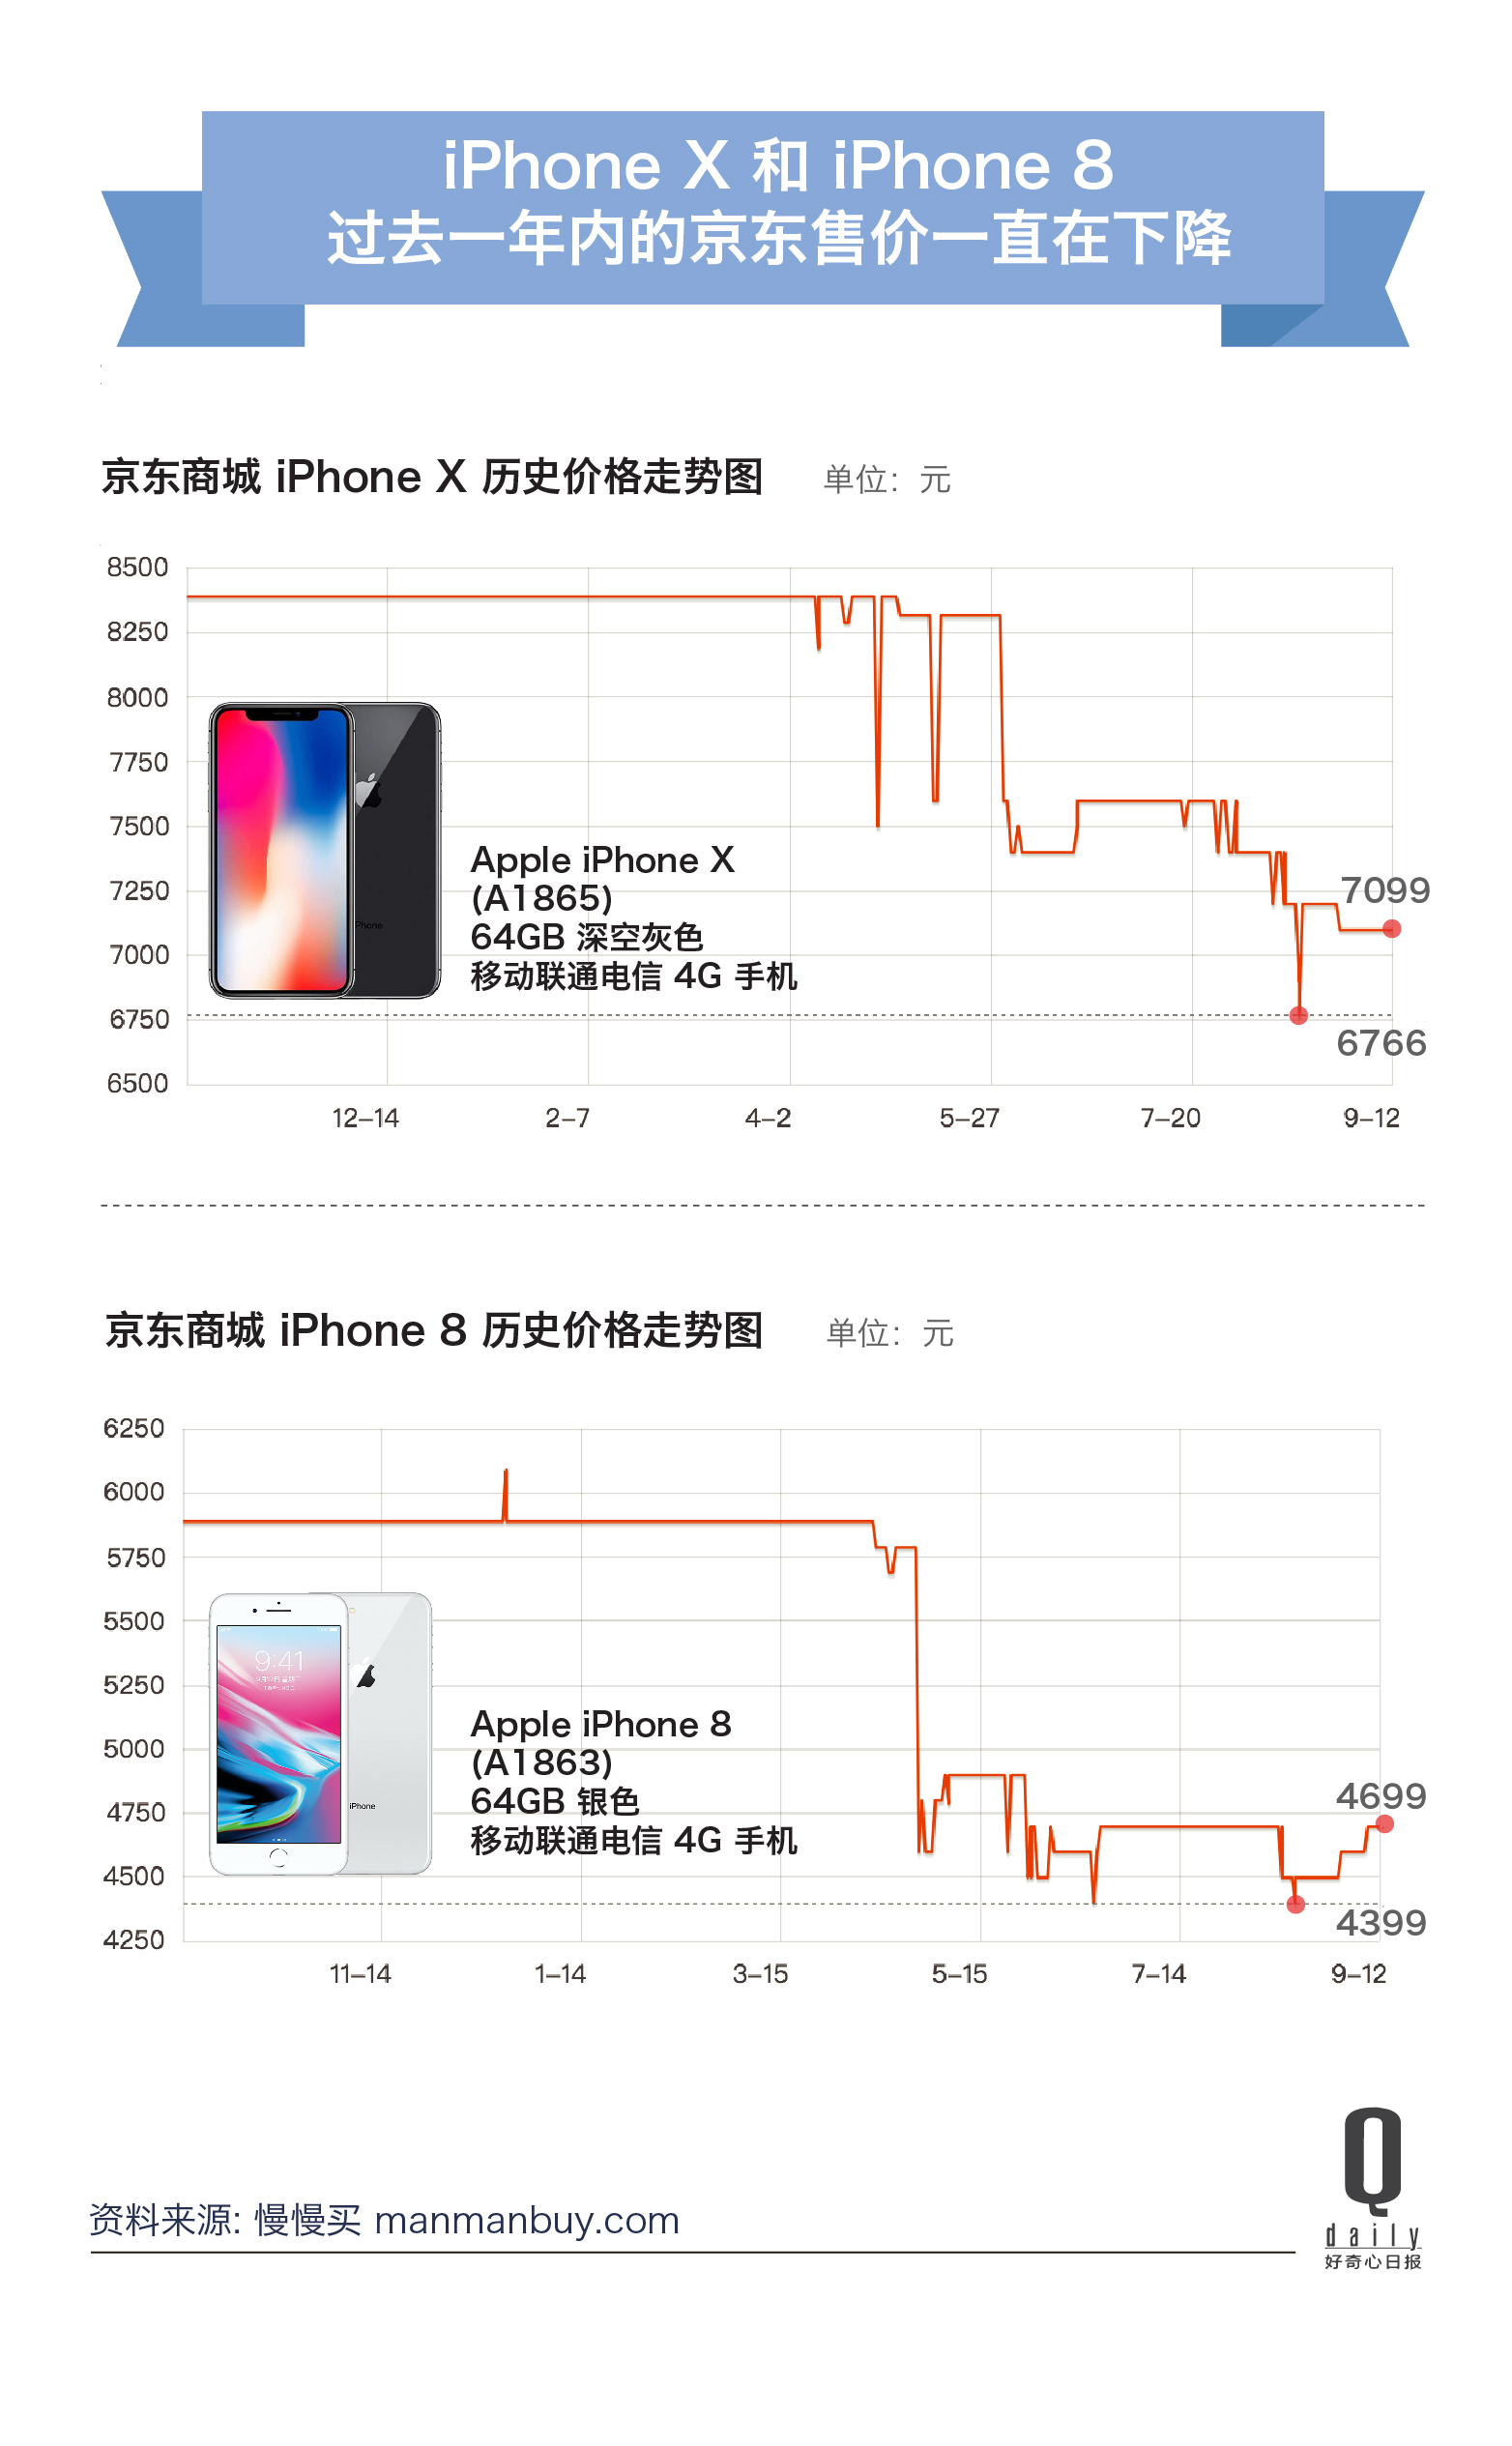 iPhone X 和 iPhone 8
过去一年内的京东售价一直在下降
京东商城 iPhone X 历史价格走势图 单位：元
8500
8250
8000
7750
7500
7250
7000
6750
6500
iPhone
Apple iPhone X
(A1865)
64GB 深空灰色
移动联通电信 4G 手机
7099
6766
12–14 2–7 4–2 5–27 7–20 9–12
京东商城 iPhone 8 历史价格走势图 单位：元
6250
6000
5750
5500
5250
5000
4750
4500
4250
9:41
iPhone
Apple iPhone 8
(A1863)
64GB 银色
移动联通电信 4G 手机
4699
4399
11–14 1–14 3–15 5–15 7–14 9–12
资料来源: 慢慢买 manmanbuy.com
Q
daily
好奇心日报